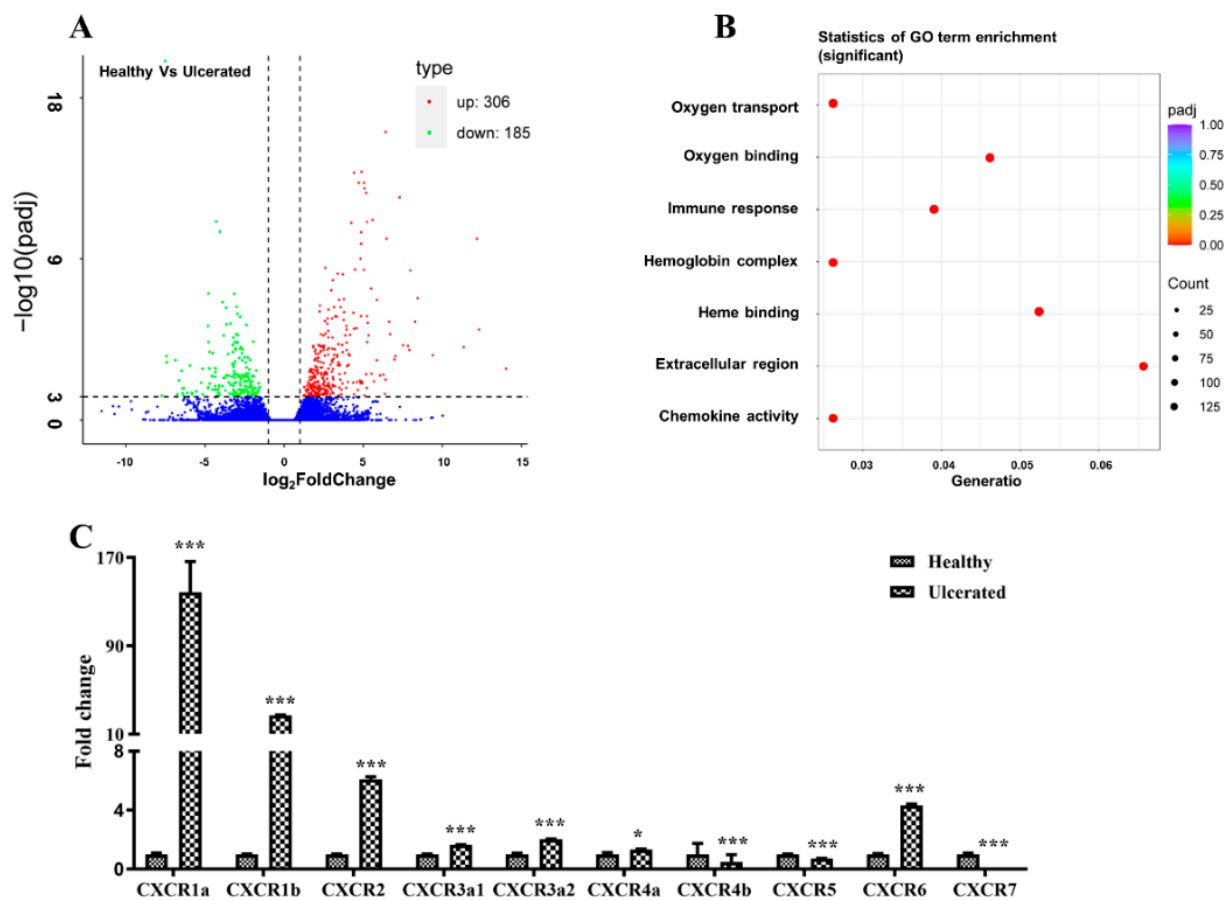 A
Healthy Vs Ulcerated
type
up: 306
down: 185
−log10(padj)
18
9
3
0
-10
-5
0
5
10
15
log2FoldChange
B
Statistics of GO term enrichment
(significant)
Oxygen transport
Oxygen binding
Immune response
Hemoglobin complex
Heme binding
Extracellular region
Chemokine activity
0.03
0.04
0.05
0.06
Generatio
padj
1.00
0.75
0.50
0.25
0.00
Count
25
50
75
100
125
C
Healthy
Ulcerated
Fold change
170
90
10
8
4
0
***
***
***
***
***
*
***
***
***
***
CXCR1a
CXCR1b
CXCR2
CXCR3a1
CXCR3a2
CXCR4a
CXCR4b
CXCR5
CXCR6
CXCR7